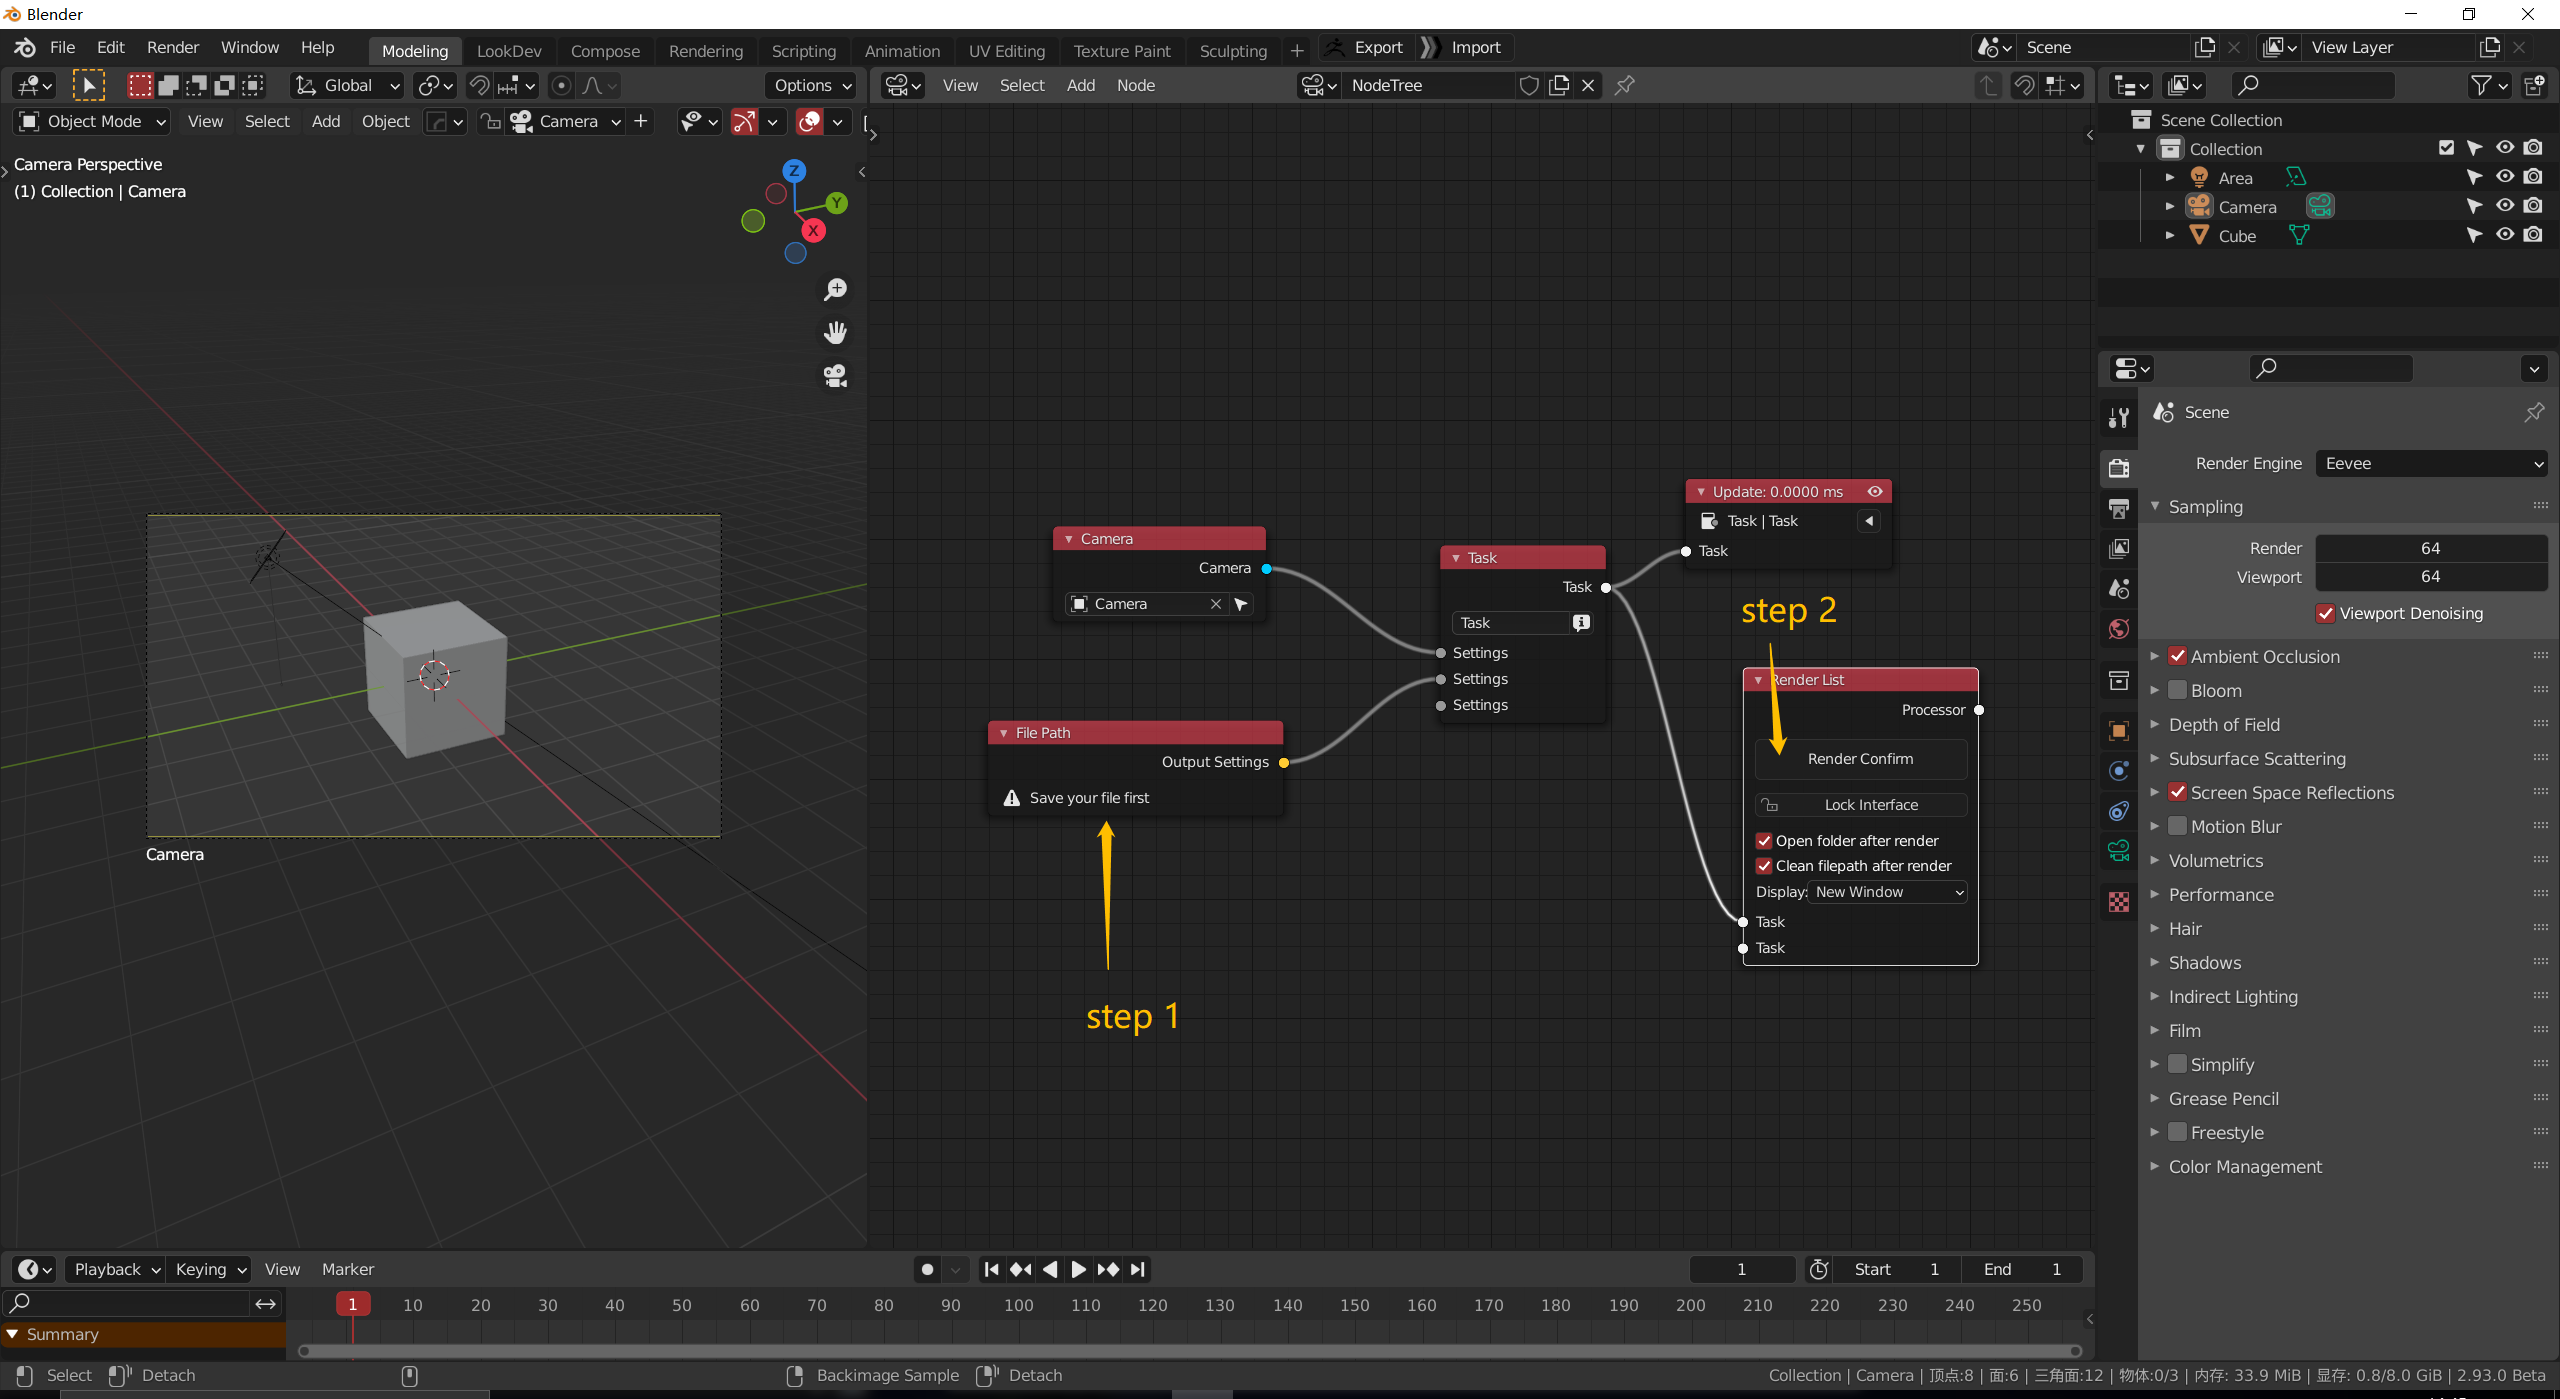 Blender
File Edit Render Window Help Modeling LookDev Compose Rendering Scripting Animation UV Editing Texture Paint Sculpting + Export Import Scene View Layer
Global Options View Select Add Node NodeTree
Object Mode View Select Add Object Camera
Camera Perspective
(1) Collection | Camera
Z
Y
X
Camera
Camera
Camera
Camera
File Path
Output Settings
Save your file first
step 1
Task
Task
Task
Settings
Settings
Settings
Update: 0.0000 ms
Task | Task
Task
step 2
Render List
Processor
Render Confirm
Lock Interface
Open folder after render
Clean filepath after render
Display: New Window
Task
Task
Scene Collection
Collection
Area
Camera
Cube
Scene
Render Engine Eevee
Sampling
Render 64
Viewport 64
Viewport Denoising
Ambient Occlusion
Bloom
Depth of Field
Subsurface Scattering
Screen Space Reflections
Motion Blur
Volumetrics
Performance
Hair
Shadows
Indirect Lighting
Film
Simplify
Grease Pencil
Freestyle
Color Management
Playback Keying View Marker 1 Start 1 End 1
1 10 20 30 40 50 60 70 80 90 100 110 120 130 140 150 160 170 180 190 200 210 220 230 240 250
Summary
Select Detach Backimage Sample Detach Collection | Camera | 顶点:8 | 面:6 | 三角面:12 | 物体:0/3 | 内存: 33.9 MiB | 显存: 0.8/8.0 GiB | 2.93.0 Beta